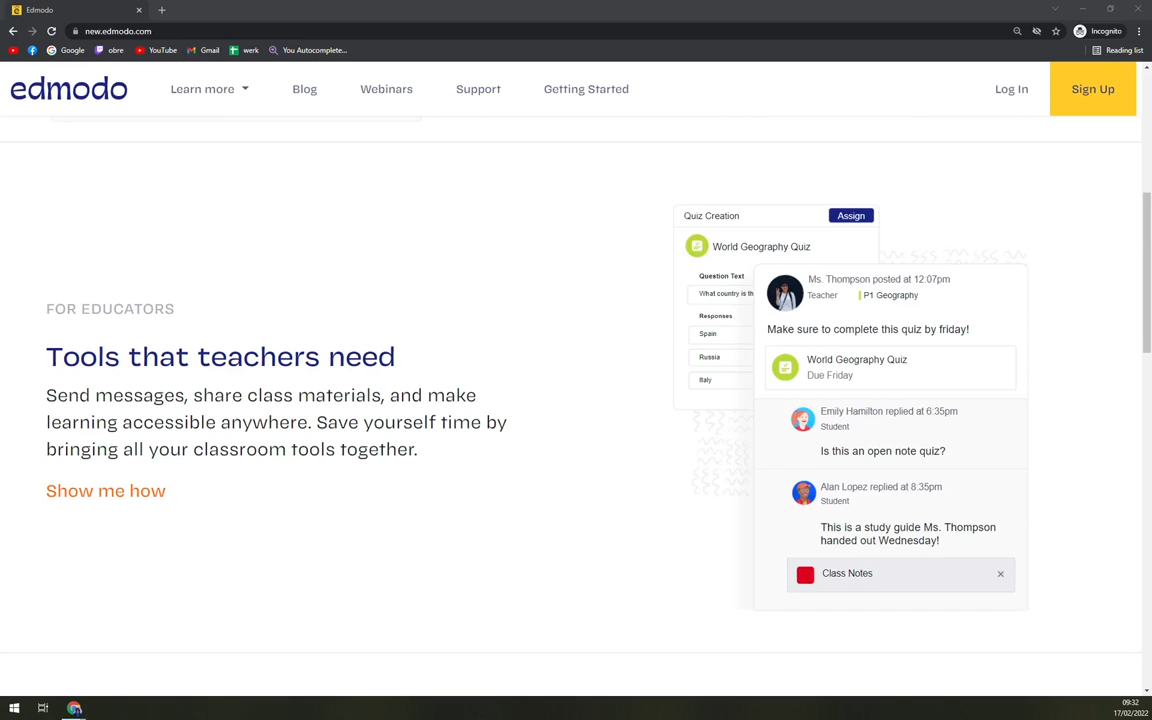 Edmodo
new.edmodo.com
Incognito
Google
obre
YouTube
Gmail
werk
You Autocomplete...
Reading list
edmodo
Learn more
Blog
Webinars
Support
Getting Started
Log In
Sign Up
FOR EDUCATORS
Tools that teachers need
Send messages, share class materials, and make
learning accessible anywhere. Save yourself time by
bringing all your classroom tools together.
Show me how
Quiz Creation
Assign
World Geography Quiz
Question Text
What country is th
Responses
Spain
Russia
Italy
Ms. Thompson posted at 12:07pm
Teacher
P1 Geography
Make sure to complete this quiz by friday!
World Geography Quiz
Due Friday
Emily Hamilton replied at 6:35pm
Student
Is this an open note quiz?
Alan Lopez replied at 8:35pm
Student
This is a study guide Ms. Thompson
handed out Wednesday!
Class Notes
09:32
17/02/2022